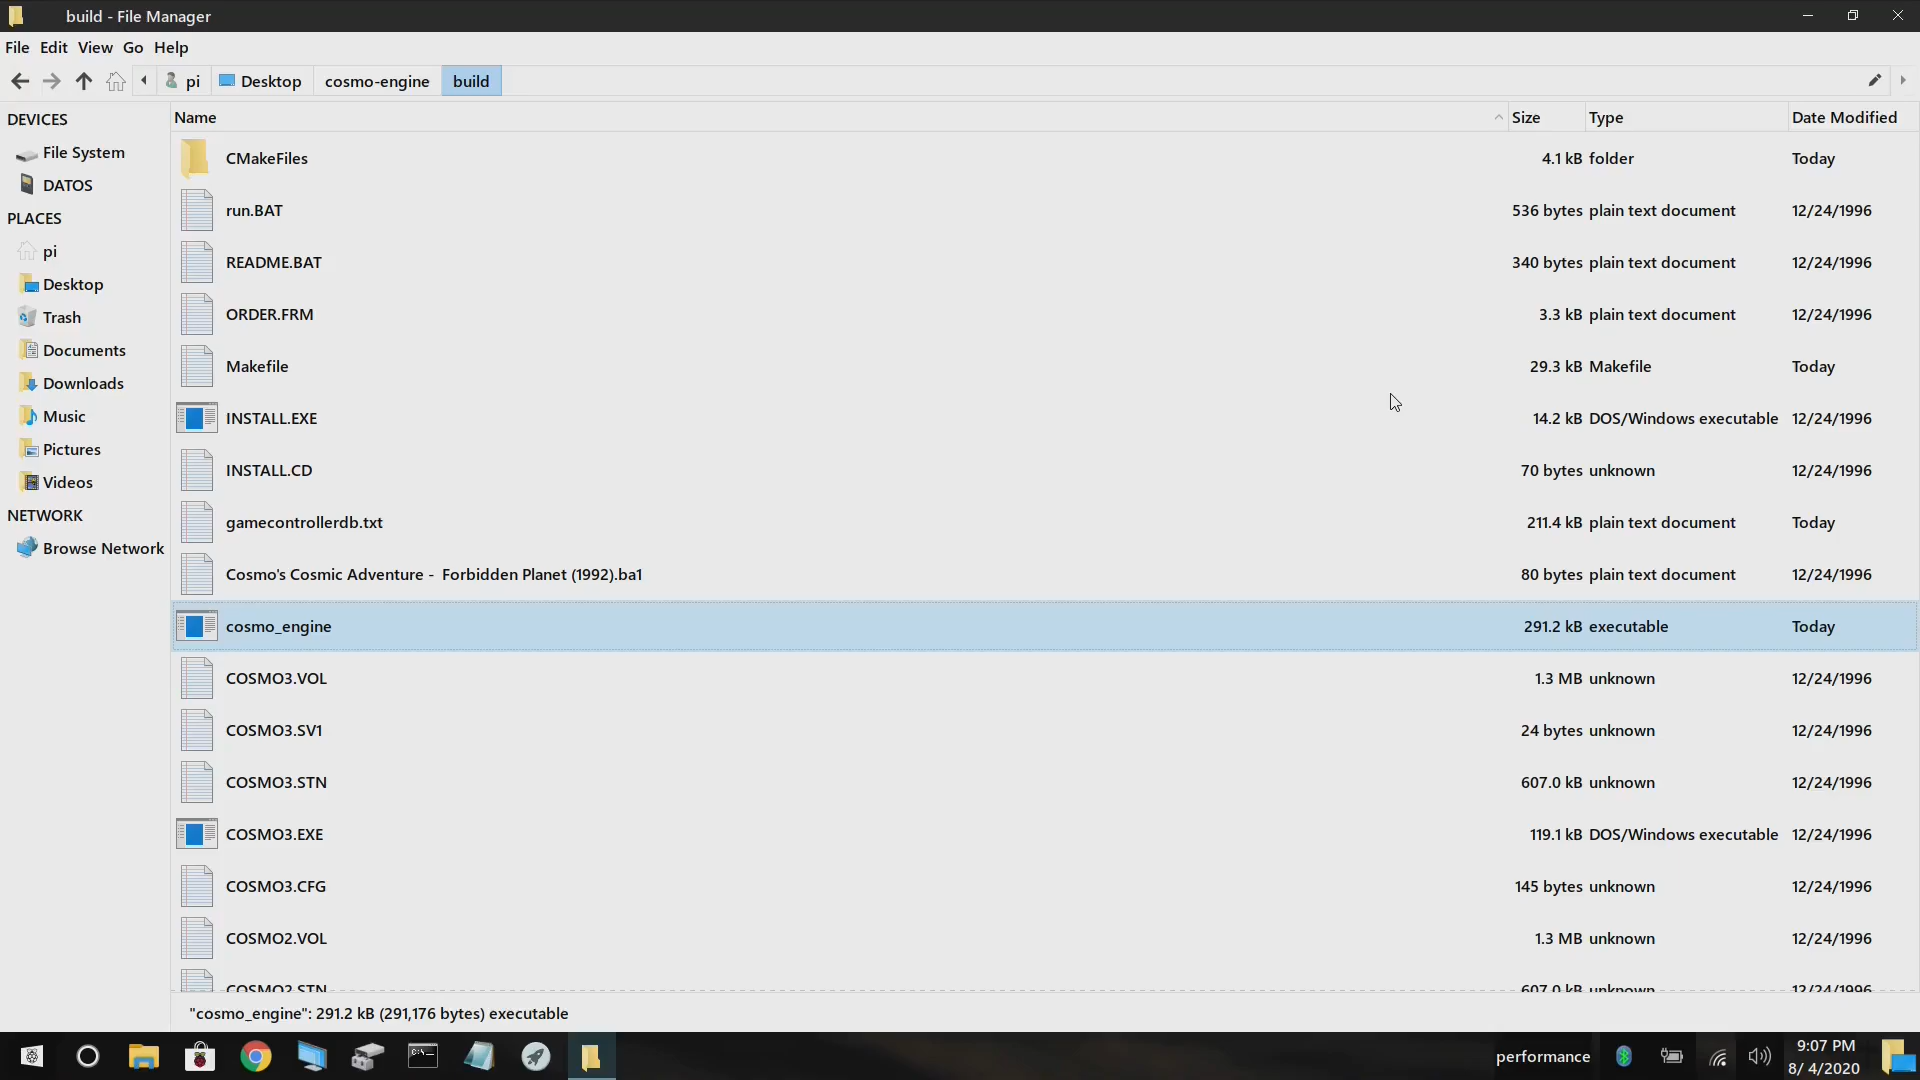 build - File Manager
File Edit View Go Help
pi Desktop cosmo-engine build
DEVICES
File System
DATOS
PLACES
pi
Desktop
Trash
Documents
Downloads
Music
Pictures
Videos
NETWORK
Browse Network
Name Size Type Date Modified
CMakeFiles 4.1 kB folder Today
run.BAT 536 bytes plain text document 12/24/1996
README.BAT 340 bytes plain text document 12/24/1996
ORDER.FRM 3.3 kB plain text document 12/24/1996
Makefile 29.3 kB Makefile Today
INSTALL.EXE 14.2 kB DOS/Windows executable 12/24/1996
INSTALL.CD 70 bytes unknown 12/24/1996
gamecontrollerdb.txt 211.4 kB plain text document Today
Cosmo's Cosmic Adventure - Forbidden Planet (1992).ba1 80 bytes plain text document 12/24/1996
cosmo_engine 291.2 kB executable Today
COSMO3.VOL 1.3 MB unknown 12/24/1996
COSMO3.SV1 24 bytes unknown 12/24/1996
COSMO3.STN 607.0 kB unknown 12/24/1996
COSMO3.EXE 119.1 kB DOS/Windows executable 12/24/1996
COSMO3.CFG 145 bytes unknown 12/24/1996
COSMO2.VOL 1.3 MB unknown 12/24/1996
COSMO2.STN 607.0 kB unknown 12/24/1996
"cosmo_engine": 291.2 kB (291,176 bytes) executable
performance
9:07 PM
8/ 4/2020